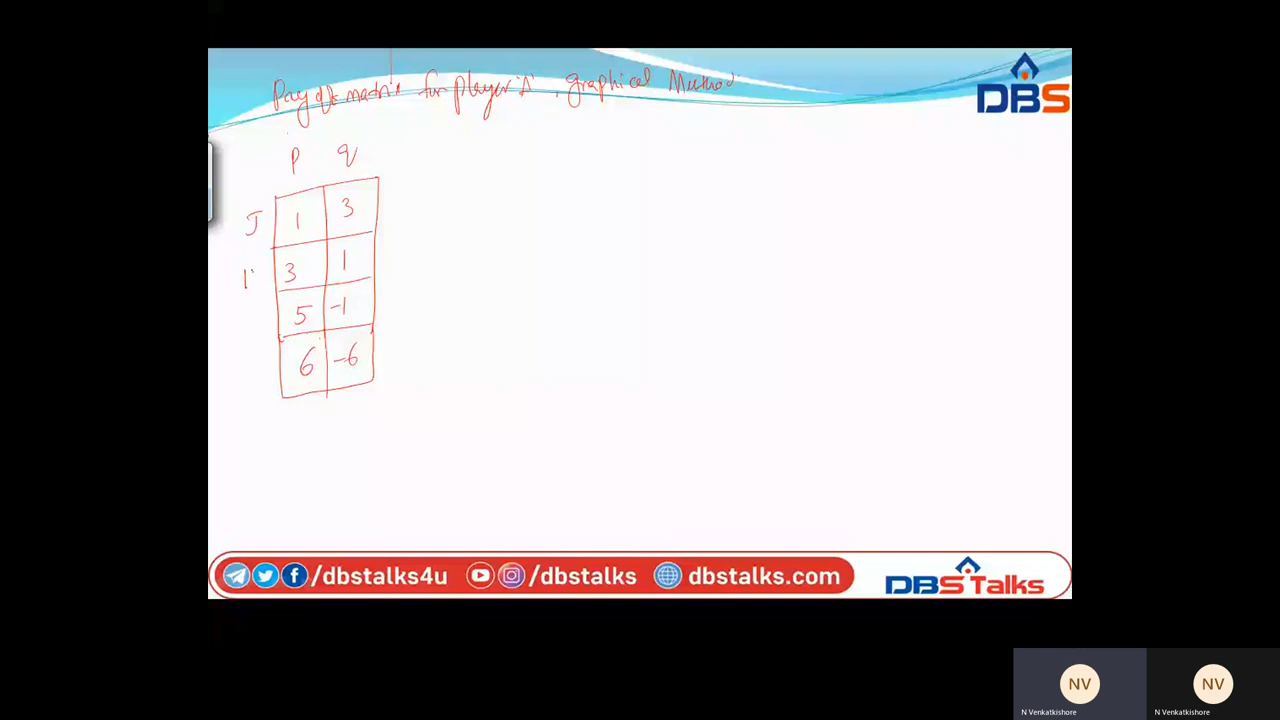 Pay off matrix for player 'A', graphical Method
DBS
p q
J 1 3
3 1
5 -1
6 -6
/dbstalks4u /dbstalks dbstalks.com DBS Talks
NV NV
N Venkatkishore N Venkatkishore